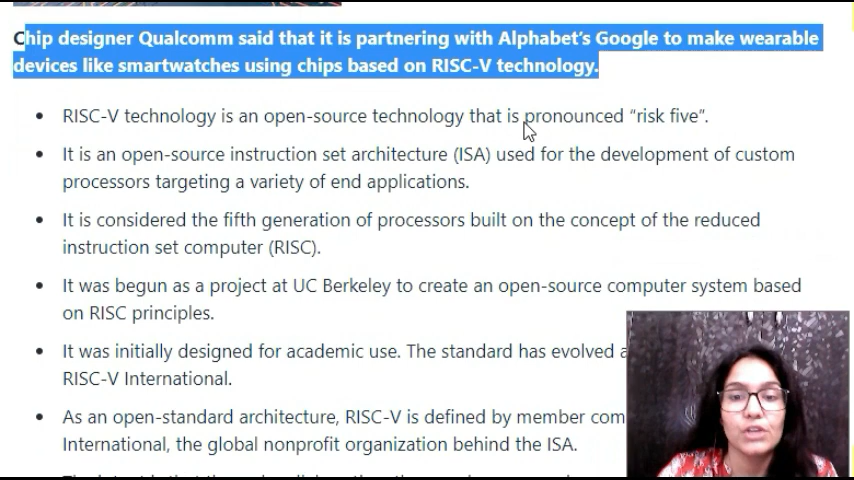 Chip designer Qualcomm said that it is partnering with Alphabet's Google to make wearable
devices like smartwatches using chips based on RISC-V technology.
RISC-V technology is an open-source technology that is pronounced "risk five".
It is an open-source instruction set architecture (ISA) used for the development of custom
processors targeting a variety of end applications.
It is considered the fifth generation of processors built on the concept of the reduced
instruction set computer (RISC).
It was begun as a project at UC Berkeley to create an open-source computer system based
on RISC principles.
It was initially designed for academic use. The standard has evolved a
RISC-V International.
As an open-standard architecture, RISC-V is defined by member com
International, the global nonprofit organization behind the ISA.